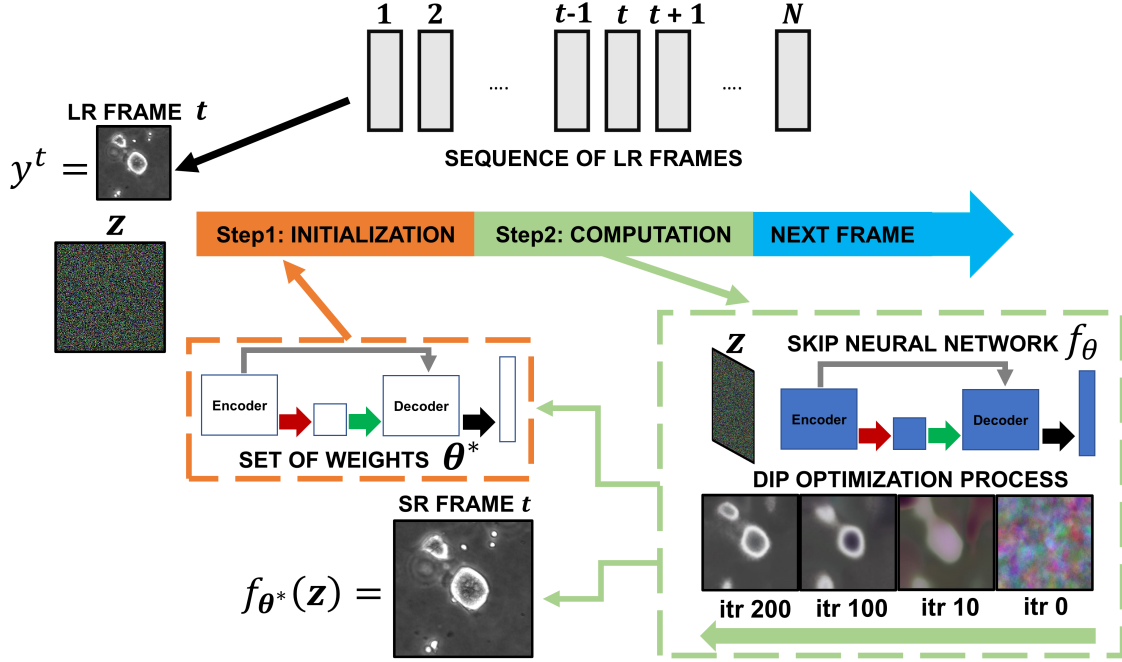 1 2 t-1 t t + 1 N
.... ....
SEQUENCE OF LR FRAMES
LR FRAME t
yᵗ =
z
Step1: INITIALIZATION Step2: COMPUTATION NEXT FRAME
Encoder Decoder
SET OF WEIGHTS θ*
SR FRAME t
f_θ*(z) =
z
SKIP NEURAL NETWORK f_θ
Encoder Decoder
DIP OPTIMIZATION PROCESS
itr 200 itr 100 itr 10 itr 0